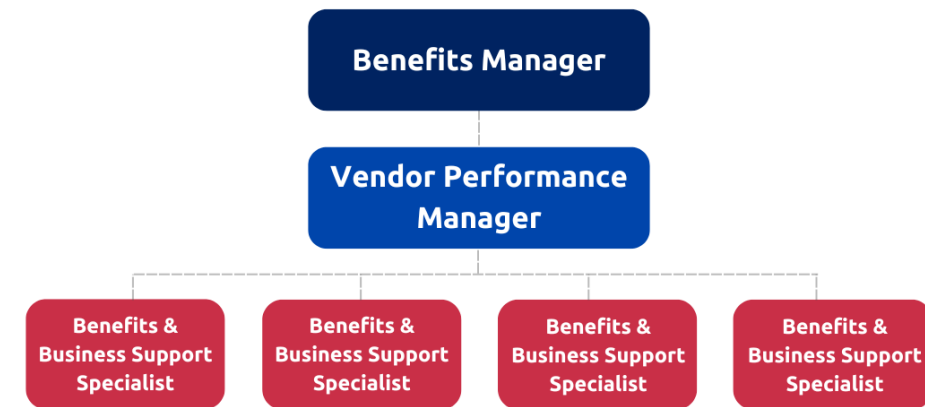 Benefits Manager
Vendor Performance
Manager
Benefits &
Business Support
Specialist
Benefits &
Business Support
Specialist
Benefits &
Business Support
Specialist
Benefits &
Business Support
Specialist